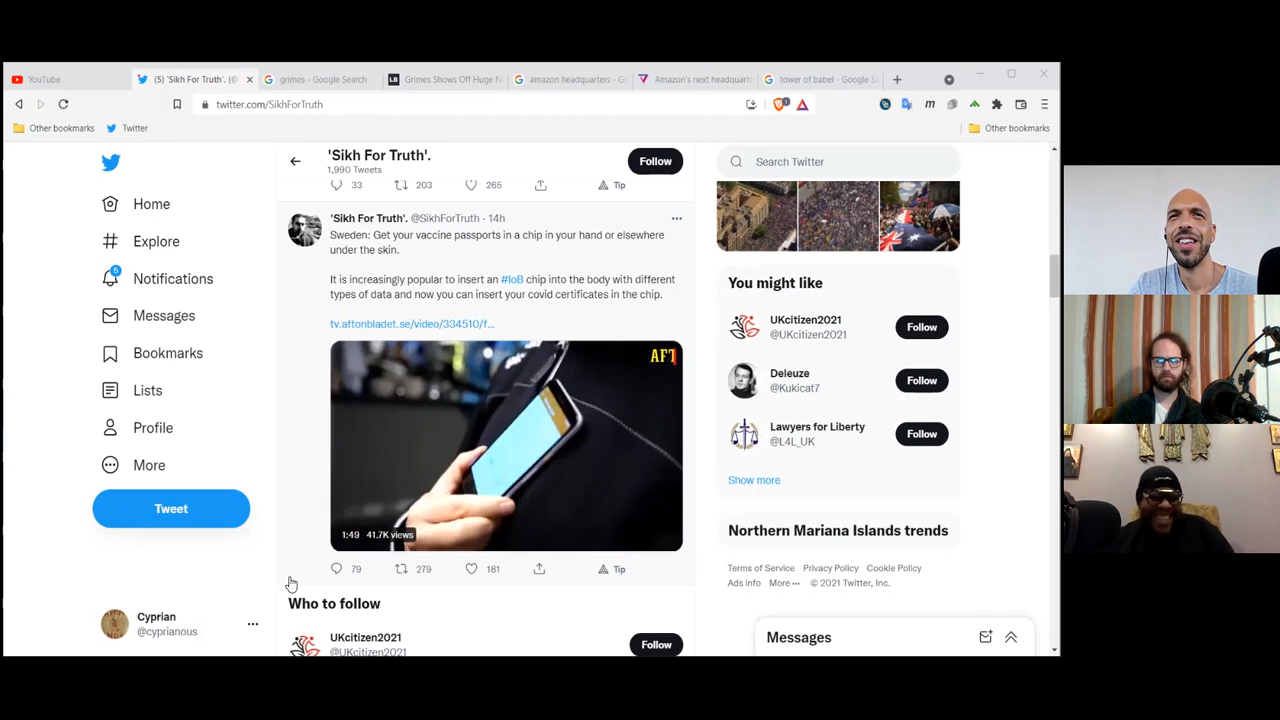 YouTube
(5) 'Sikh For Truth'. (@
grimes - Google Search
Grimes Shows Off Huge N
amazon headquarters - G
Amazon's next headquarte
tower of babel - Google Se
twitter.com/SikhForTruth
Other bookmarks
Twitter
Other bookmarks
Home
Explore
5
Notifications
Messages
Bookmarks
Lists
Profile
More
Tweet
Cyprian
@cyprianous
'Sikh For Truth'.
1,990 Tweets
Follow
33
203
265
Tip
'Sikh For Truth'. @SikhForTruth · 14h
Sweden: Get your vaccine passports in a chip in your hand or elsewhere
under the skin.
It is increasingly popular to insert an #IoB chip into the body with different
types of data and now you can insert your covid certificates in the chip.
tv.aftonbladet.se/video/334510/f...
AFT
1:49 41.7K views
79
279
181
Tip
Who to follow
UKcitizen2021
@UKcitizen2021
Follow
Search Twitter
You might like
UKcitizen2021
@UKcitizen2021
Follow
Deleuze
@Kukicat7
Follow
Lawyers for Liberty
@L4L_UK
Follow
Show more
Northern Mariana Islands trends
Terms of Service Privacy Policy Cookie Policy
Ads info More ··· © 2021 Twitter, Inc.
Messages